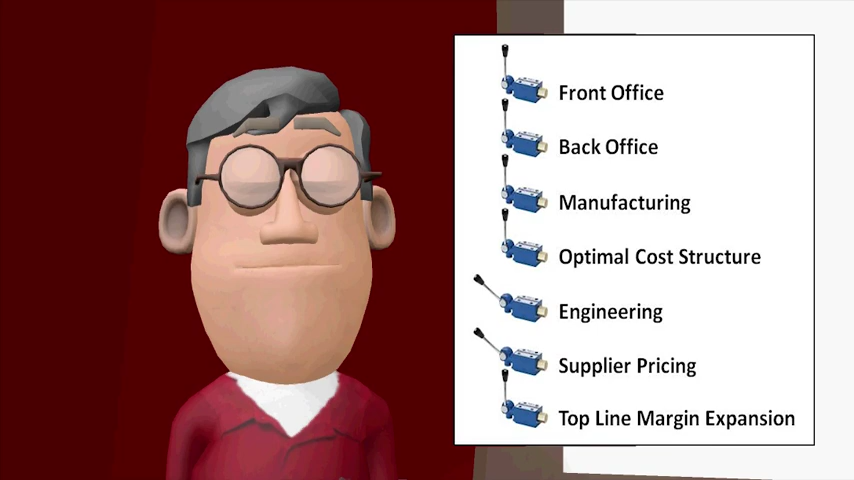 Front Office
Back Office
Manufacturing
Optimal Cost Structure
Engineering
Supplier Pricing
Top Line Margin Expansion